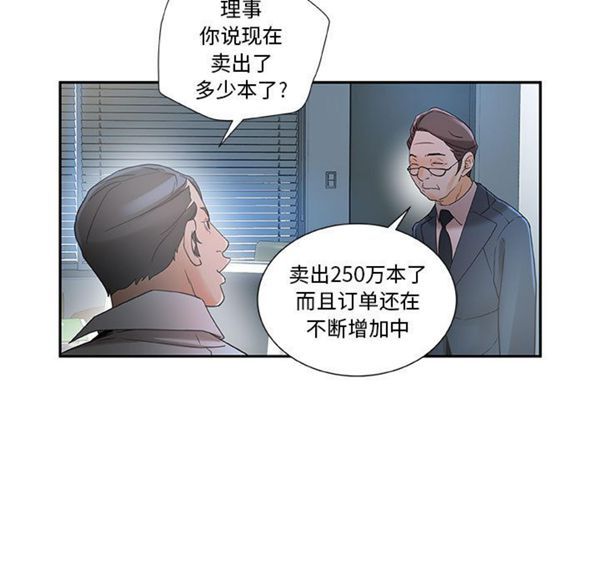 理事
你说现在
卖出了
多少本了?
卖出250万本了
而且订单还在
不断增加中